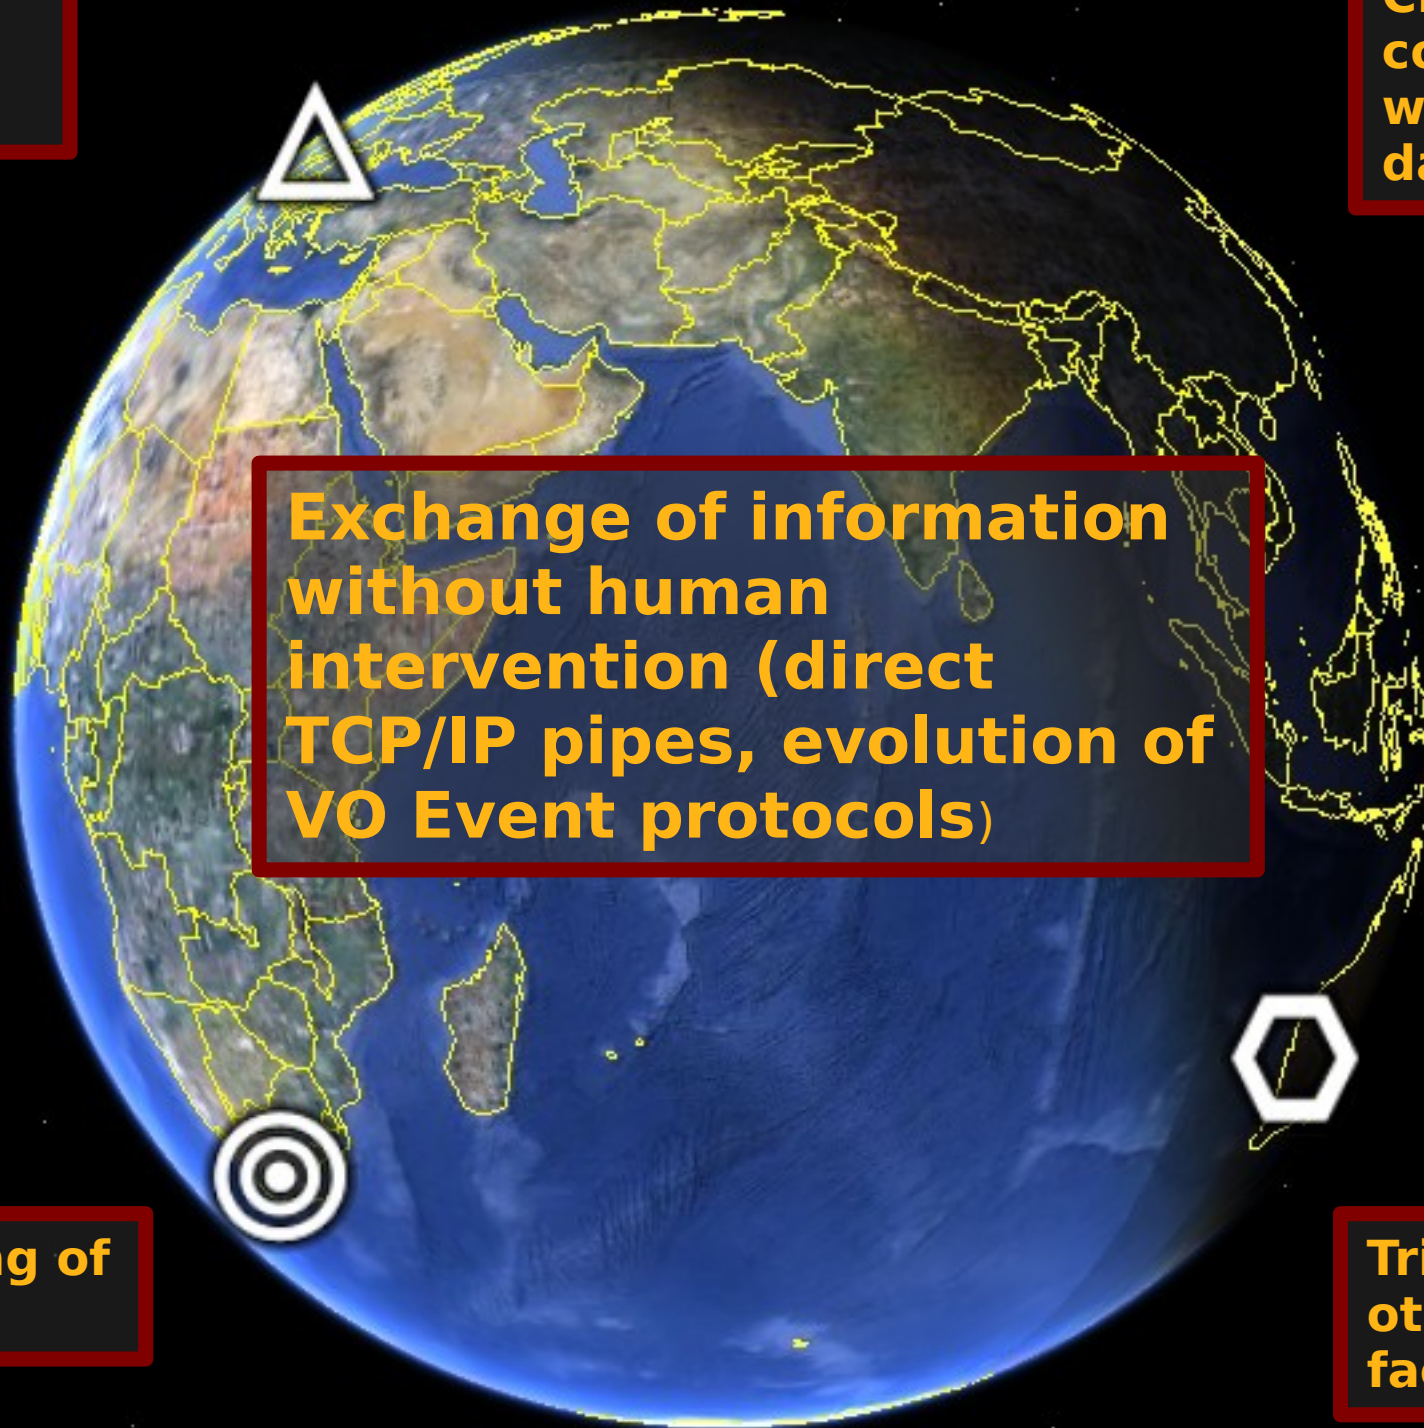 Exchange of information
without human
intervention (direct
TCP/IP pipes, evolution of
VO Event protocols)
of